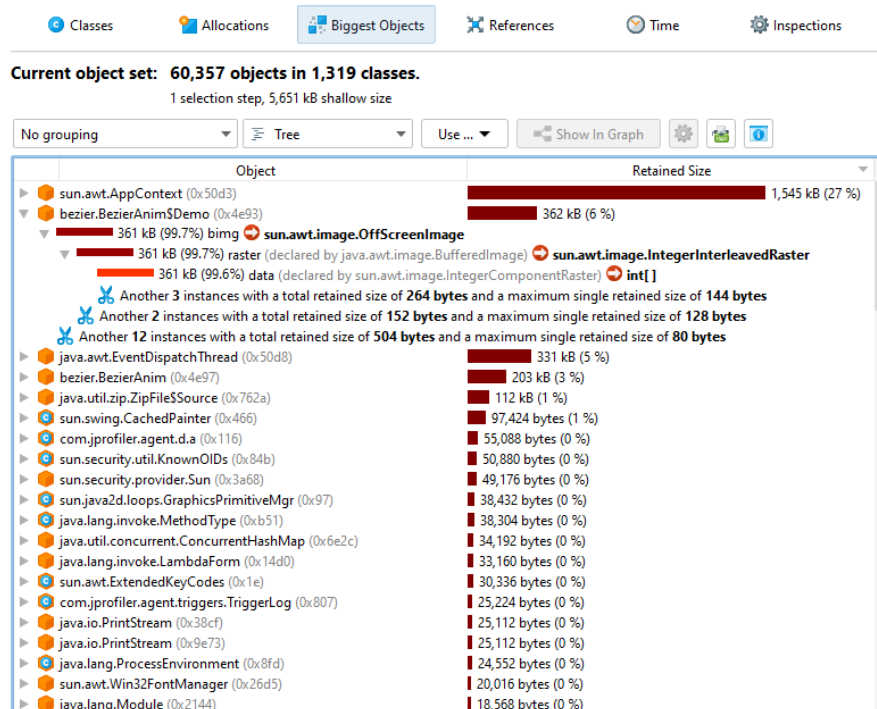 Classes Allocations Biggest Objects References Time Inspections
Current object set: 60,357 objects in 1,319 classes.
1 selection step, 5,651 kB shallow size
No grouping Tree Use ... Show In Graph
Object Retained Size
sun.awt.AppContext (0x50d3) 1,545 kB (27 %)
bezier.BezierAnim$Demo (0x4e93) 362 kB (6 %)
361 kB (99.7%) bimg sun.awt.image.OffScreenImage
361 kB (99.7%) raster (declared by java.awt.image.BufferedImage) sun.awt.image.IntegerInterleavedRaster
361 kB (99.6%) data (declared by sun.awt.image.IntegerComponentRaster) int[]
Another 3 instances with a total retained size of 264 bytes and a maximum single retained size of 144 bytes
Another 2 instances with a total retained size of 152 bytes and a maximum single retained size of 128 bytes
Another 12 instances with a total retained size of 504 bytes and a maximum single retained size of 80 bytes
java.awt.EventDispatchThread (0x50d8) 331 kB (5 %)
bezier.BezierAnim (0x4e97) 203 kB (3 %)
java.util.zip.ZipFile$Source (0x762a) 112 kB (1 %)
sun.swing.CachedPainter (0x466) 97,424 bytes (1 %)
com.jprofiler.agent.d.a (0x116) 55,088 bytes (0 %)
sun.security.util.KnownOIDs (0x84b) 50,880 bytes (0 %)
sun.security.provider.Sun (0x3a68) 49,176 bytes (0 %)
sun.java2d.loops.GraphicsPrimitiveMgr (0x97) 38,432 bytes (0 %)
java.lang.invoke.MethodType (0xb51) 38,304 bytes (0 %)
java.util.concurrent.ConcurrentHashMap (0x6e2c) 34,192 bytes (0 %)
java.lang.invoke.LambdaForm (0x14d0) 33,160 bytes (0 %)
sun.awt.ExtendedKeyCodes (0x1e) 30,336 bytes (0 %)
com.jprofiler.agent.triggers.TriggerLog (0x807) 25,224 bytes (0 %)
java.io.PrintStream (0x38cf) 25,112 bytes (0 %)
java.io.PrintStream (0x9e73) 25,112 bytes (0 %)
java.lang.ProcessEnvironment (0x8fd) 24,552 bytes (0 %)
sun.awt.Win32FontManager (0x26d5) 20,016 bytes (0 %)
java.lang.Module (0x2144) 18,568 bytes (0 %)